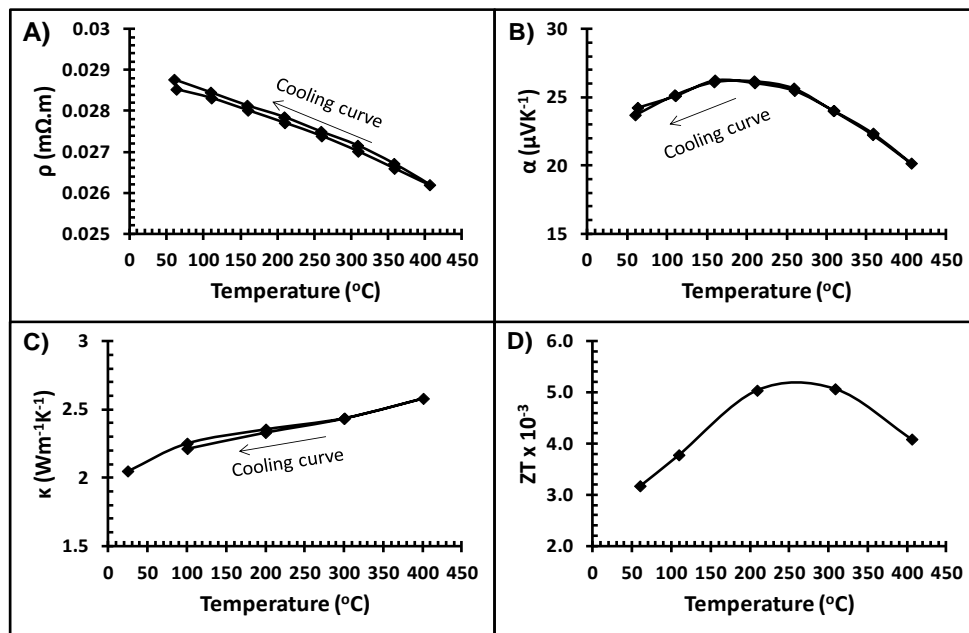 A)
ρ (mΩ.m)
0.03
0.029
0.028
0.027
0.026
0.025
Cooling curve
0 50 100 150 200 250 300 350 400 450
Temperature (ᵒC)
B)
α (μVK⁻¹)
30
25
20
15
Cooling curve
0 50 100 150 200 250 300 350 400 450
Temperature (ᵒC)
C)
κ (Wm⁻¹K⁻¹)
3
2.5
2
1.5
Cooling curve
0 50 100 150 200 250 300 350 400 450
Temperature (ᵒC)
D)
ZT x 10⁻³
6.0
5.0
4.0
3.0
2.0
0 50 100 150 200 250 300 350 400 450
Temperature (ᵒC)